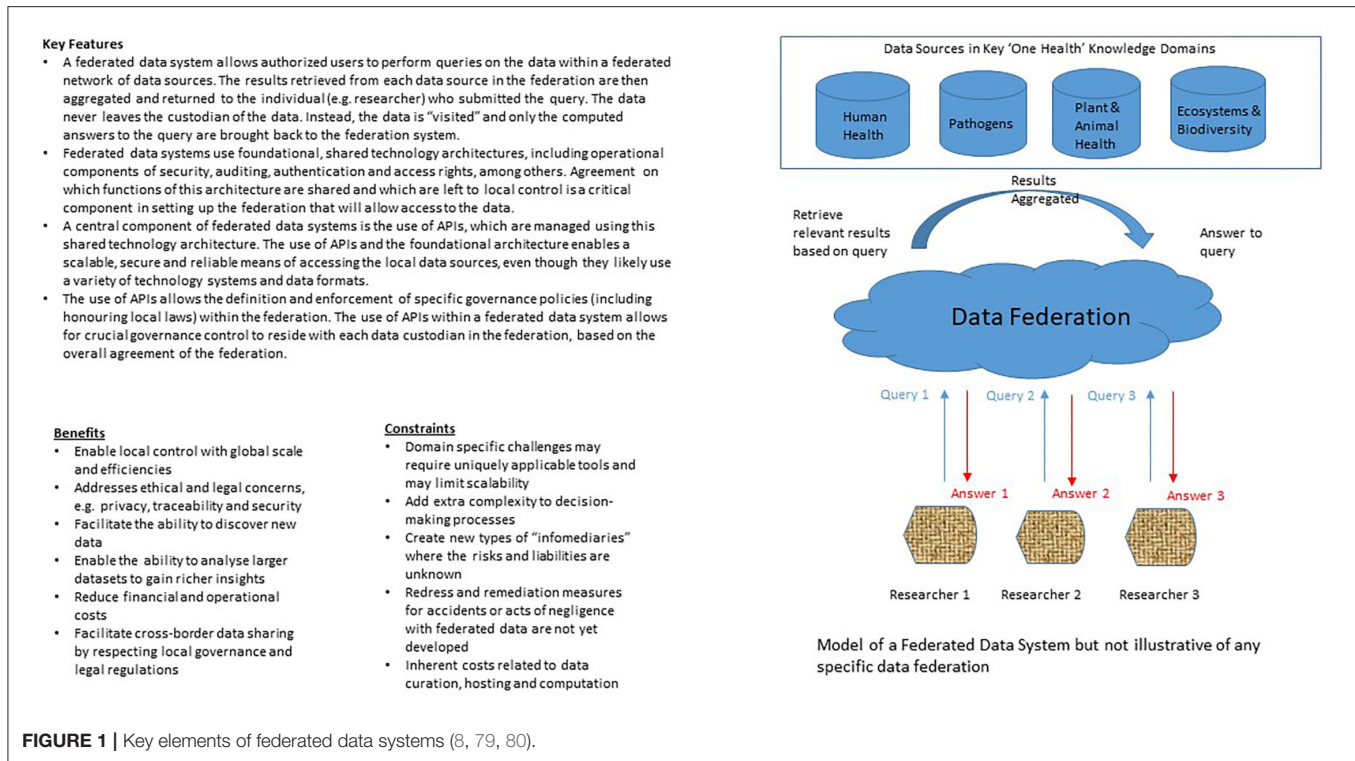 Key Features
• A federated data system allows authorized users to perform queries on the data within a federated
network of data sources. The results retrieved from each data source in the federation are then
aggregated and returned to the individual (e.g. researcher) who submitted the query. The data
never leaves the custodian of the data. Instead, the data is “visited” and only the computed
answers to the query are brought back to the federation system.
• Federated data systems use foundational, shared technology architectures, including operational
components of security, auditing, authentication and access rights, among others. Agreement on
which functions of this architecture are shared and which are left to local control is a critical
component in setting up the federation that will allow access to the data.
• A central component of federated data systems is the use of APIs, which are managed using this
shared technology architecture. The use of APIs and the foundational architecture enables a
scalable, secure and reliable means of accessing the local data sources, even though they likely use
a variety of technology systems and data formats.
• The use of APIs allows the definition and enforcement of specific governance policies (including
honouring local laws) within the federation. The use of APIs within a federated data system allows
for crucial governance control to reside with each data custodian in the federation, based on the
overall agreement of the federation.
Benefits
• Enable local control with global scale
and efficiencies
• Addresses ethical and legal concerns,
e.g. privacy, traceability and security
• Facilitate the ability to discover new
data
• Enable the ability to analyse larger
datasets to gain richer insights
• Reduce financial and operational
costs
• Facilitate cross-border data sharing
by respecting local governance and
legal regulations
Constraints
• Domain specific challenges may
require uniquely applicable tools and
may limit scalability
• Add extra complexity to decision-
making processes
• Create new types of “infomediaries”
where the risks and liabilities are
unknown
• Redress and remediation measures
for accidents or acts of negligence
with federated data are not yet
developed
• Inherent costs related to data
curation, hosting and computation
Data Sources in Key ‘One Health’ Knowledge Domains
Human
Health
Pathogens
Plant &
Animal
Health
Ecosystems &
Biodiversity
Results
Aggregated
Retrieve
relevant results
based on query
Answer to
query
Data Federation
Query 1
Query 2
Query 3
Answer 1
Answer 2
Answer 3
Researcher 1
Researcher 2
Researcher 3
Model of a Federated Data System but not illustrative of any
specific data federation
FIGURE 1 | Key elements of federated data systems (8, 79, 80).